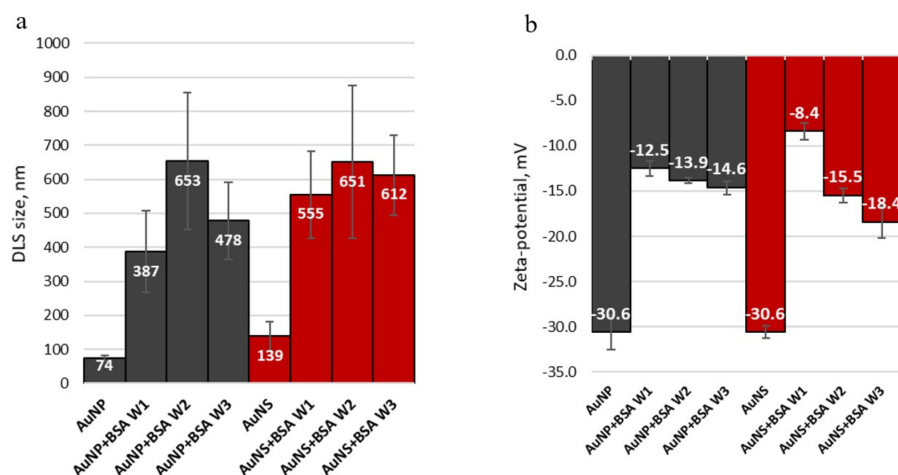 a
DLS size, nm
1000
900
800
700
600
500
400
300
200
100
0
74
387
653
478
139
555
651
612
AuNP
AuNP+BSA W1
AuNP+BSA W2
AuNP+BSA W3
AuNS
AuNS+BSA W1
AuNS+BSA W2
AuNS+BSA W3
b
Zeta-potential, mV
0.0
-5.0
-10.0
-15.0
-20.0
-25.0
-30.0
-35.0
-30.6
-12.5
-13.9
-14.6
-30.6
-8.4
-15.5
-18.4
AuNP
AuNP+BSA W1
AuNP+BSA W2
AuNP+BSA W3
AuNS
AuNS+BSA W1
AuNS+BSA W2
AuNS+BSA W3